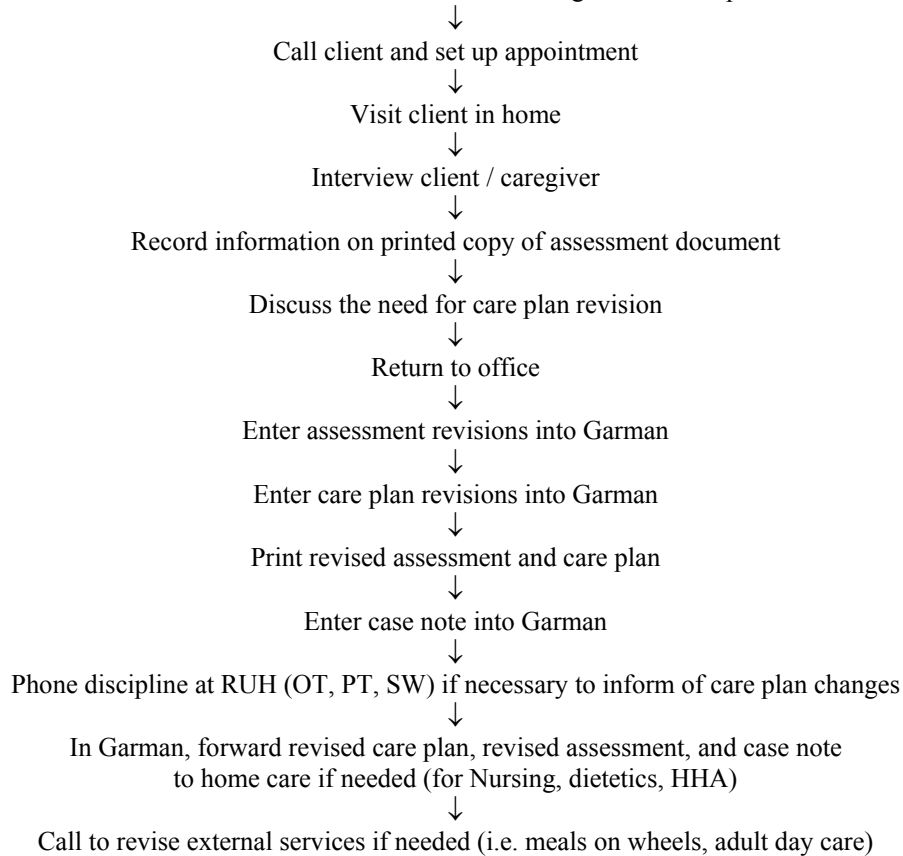 ↓
Call client and set up appointment
↓
Visit client in home
↓
Interview client / caregiver
↓
Record information on printed copy of assessment document
↓
Discuss the need for care plan revision
↓
Return to office
↓
Enter assessment revisions into Garman
↓
Enter care plan revisions into Garman
↓
Print revised assessment and care plan
↓
Enter case note into Garman
↓
Phone discipline at RUH (OT, PT, SW) if necessary to inform of care plan changes
↓
In Garman, forward revised care plan, revised assessment, and case note
to home care if needed (for Nursing, dietetics, HHA)
↓
Call to revise external services if needed (i.e. meals on wheels, adult day care)